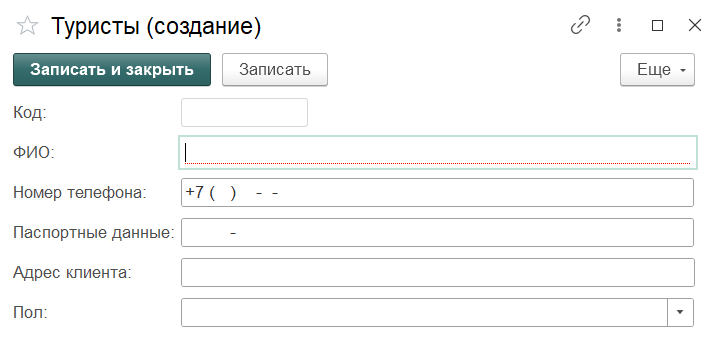 Туристы (создание)
Записать и закрыть Записать Еще
Код:
ФИО:
Номер телефона: +7 ( ) - -
Паспортные данные: -
Адрес клиента:
Пол: